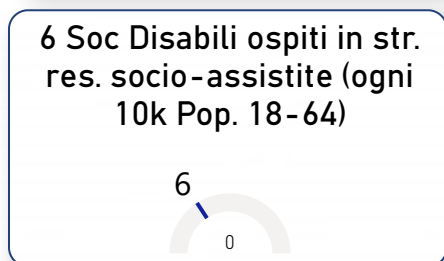 6 Soc Disabili ospiti in str.
res. socio-assistite (ogni
10k Pop. 18-64)
6
0